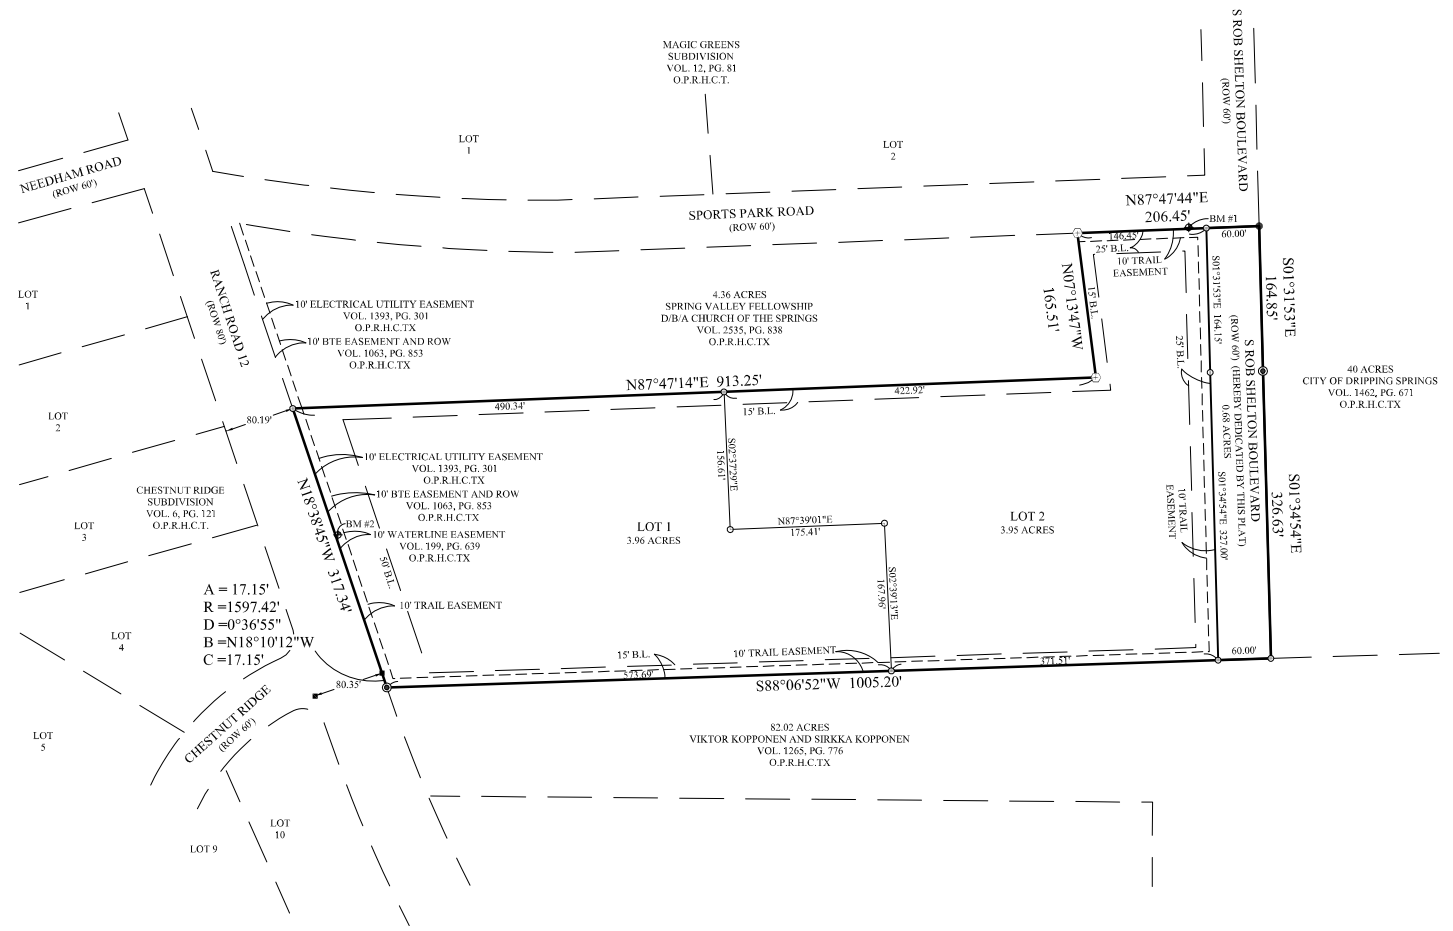 MAGIC GREENS
SUBDIVISION
VOL. 12, PG. 81
O.P.R.H.C.T.
S ROB SHELTON BOULEVARD
(ROW 60')
LOT
1
LOT
2
NEEDHAM ROAD
(ROW 60')
SPORTS PARK ROAD
(ROW 60')
N87°47'44"E
206.45'
BM #1
146.45'
60.00'
25' B.L.
10' TRAIL
EASEMENT
RANCH ROAD 12
(ROW 80')
LOT
1
10' ELECTRICAL UTILITY EASEMENT
VOL. 1393, PG. 301
O.P.R.H.C.TX
10' BTE EASEMENT AND ROW
VOL. 1063, PG. 853
O.P.R.H.C.TX
4.36 ACRES
SPRING VALLEY FELLOWSHIP
D/B/A CHURCH OF THE SPRINGS
VOL. 2535, PG. 838
O.P.R.H.C.TX
N07°13'47"W
165.51'
15' B.L.
S01°31'53"E 164.15'
S01°31'53"E
164.85'
25' B.L.
S ROB SHELTON BOULEVARD
(ROW 60') (HEREBY DEDICATED BY THIS PLAT)
0.68 ACRES
40 ACRES
CITY OF DRIPPING SPRINGS
VOL. 1462, PG. 671
O.P.R.H.C.TX
N87°47'14"E 913.25'
490.34'
422.92'
15' B.L.
80.19'
LOT
2
10' ELECTRICAL UTILITY EASEMENT
VOL. 1393, PG. 301
O.P.R.H.C.TX
10' BTE EASEMENT AND ROW
VOL. 1063, PG. 853
O.P.R.H.C.TX
BM #2
10' WATERLINE EASEMENT
VOL. 199, PG. 639
O.P.R.H.C.TX
50' B.L.
N18°38'45"W 317.34'
10' TRAIL EASEMENT
S02°37'29"E
156.61'
N87°39'01"E
175.41'
S02°39'13"E
167.96'
LOT 1
3.96 ACRES
LOT 2
3.95 ACRES
10' TRAIL
EASEMENT
S01°34'54"E 327.00'
S01°34'54"E
326.63'
CHESTNUT RIDGE
SUBDIVISION
VOL. 6, PG. 121
O.P.R.H.C.T.
LOT
3
A = 17.15'
R =1597.42'
D =0°36'55"
B =N18°10'12"W
C =17.15'
LOT
4
15' B.L.
573.69'
10' TRAIL EASEMENT
371.51'
60.00'
S88°06'52"W 1005.20'
80.35'
CHESTNUT RIDGE
(ROW 60')
LOT
5
82.02 ACRES
VIKTOR KOPPONEN AND SIRKKA KOPPONEN
VOL. 1265, PG. 776
O.P.R.H.C.TX
LOT
10
LOT 9